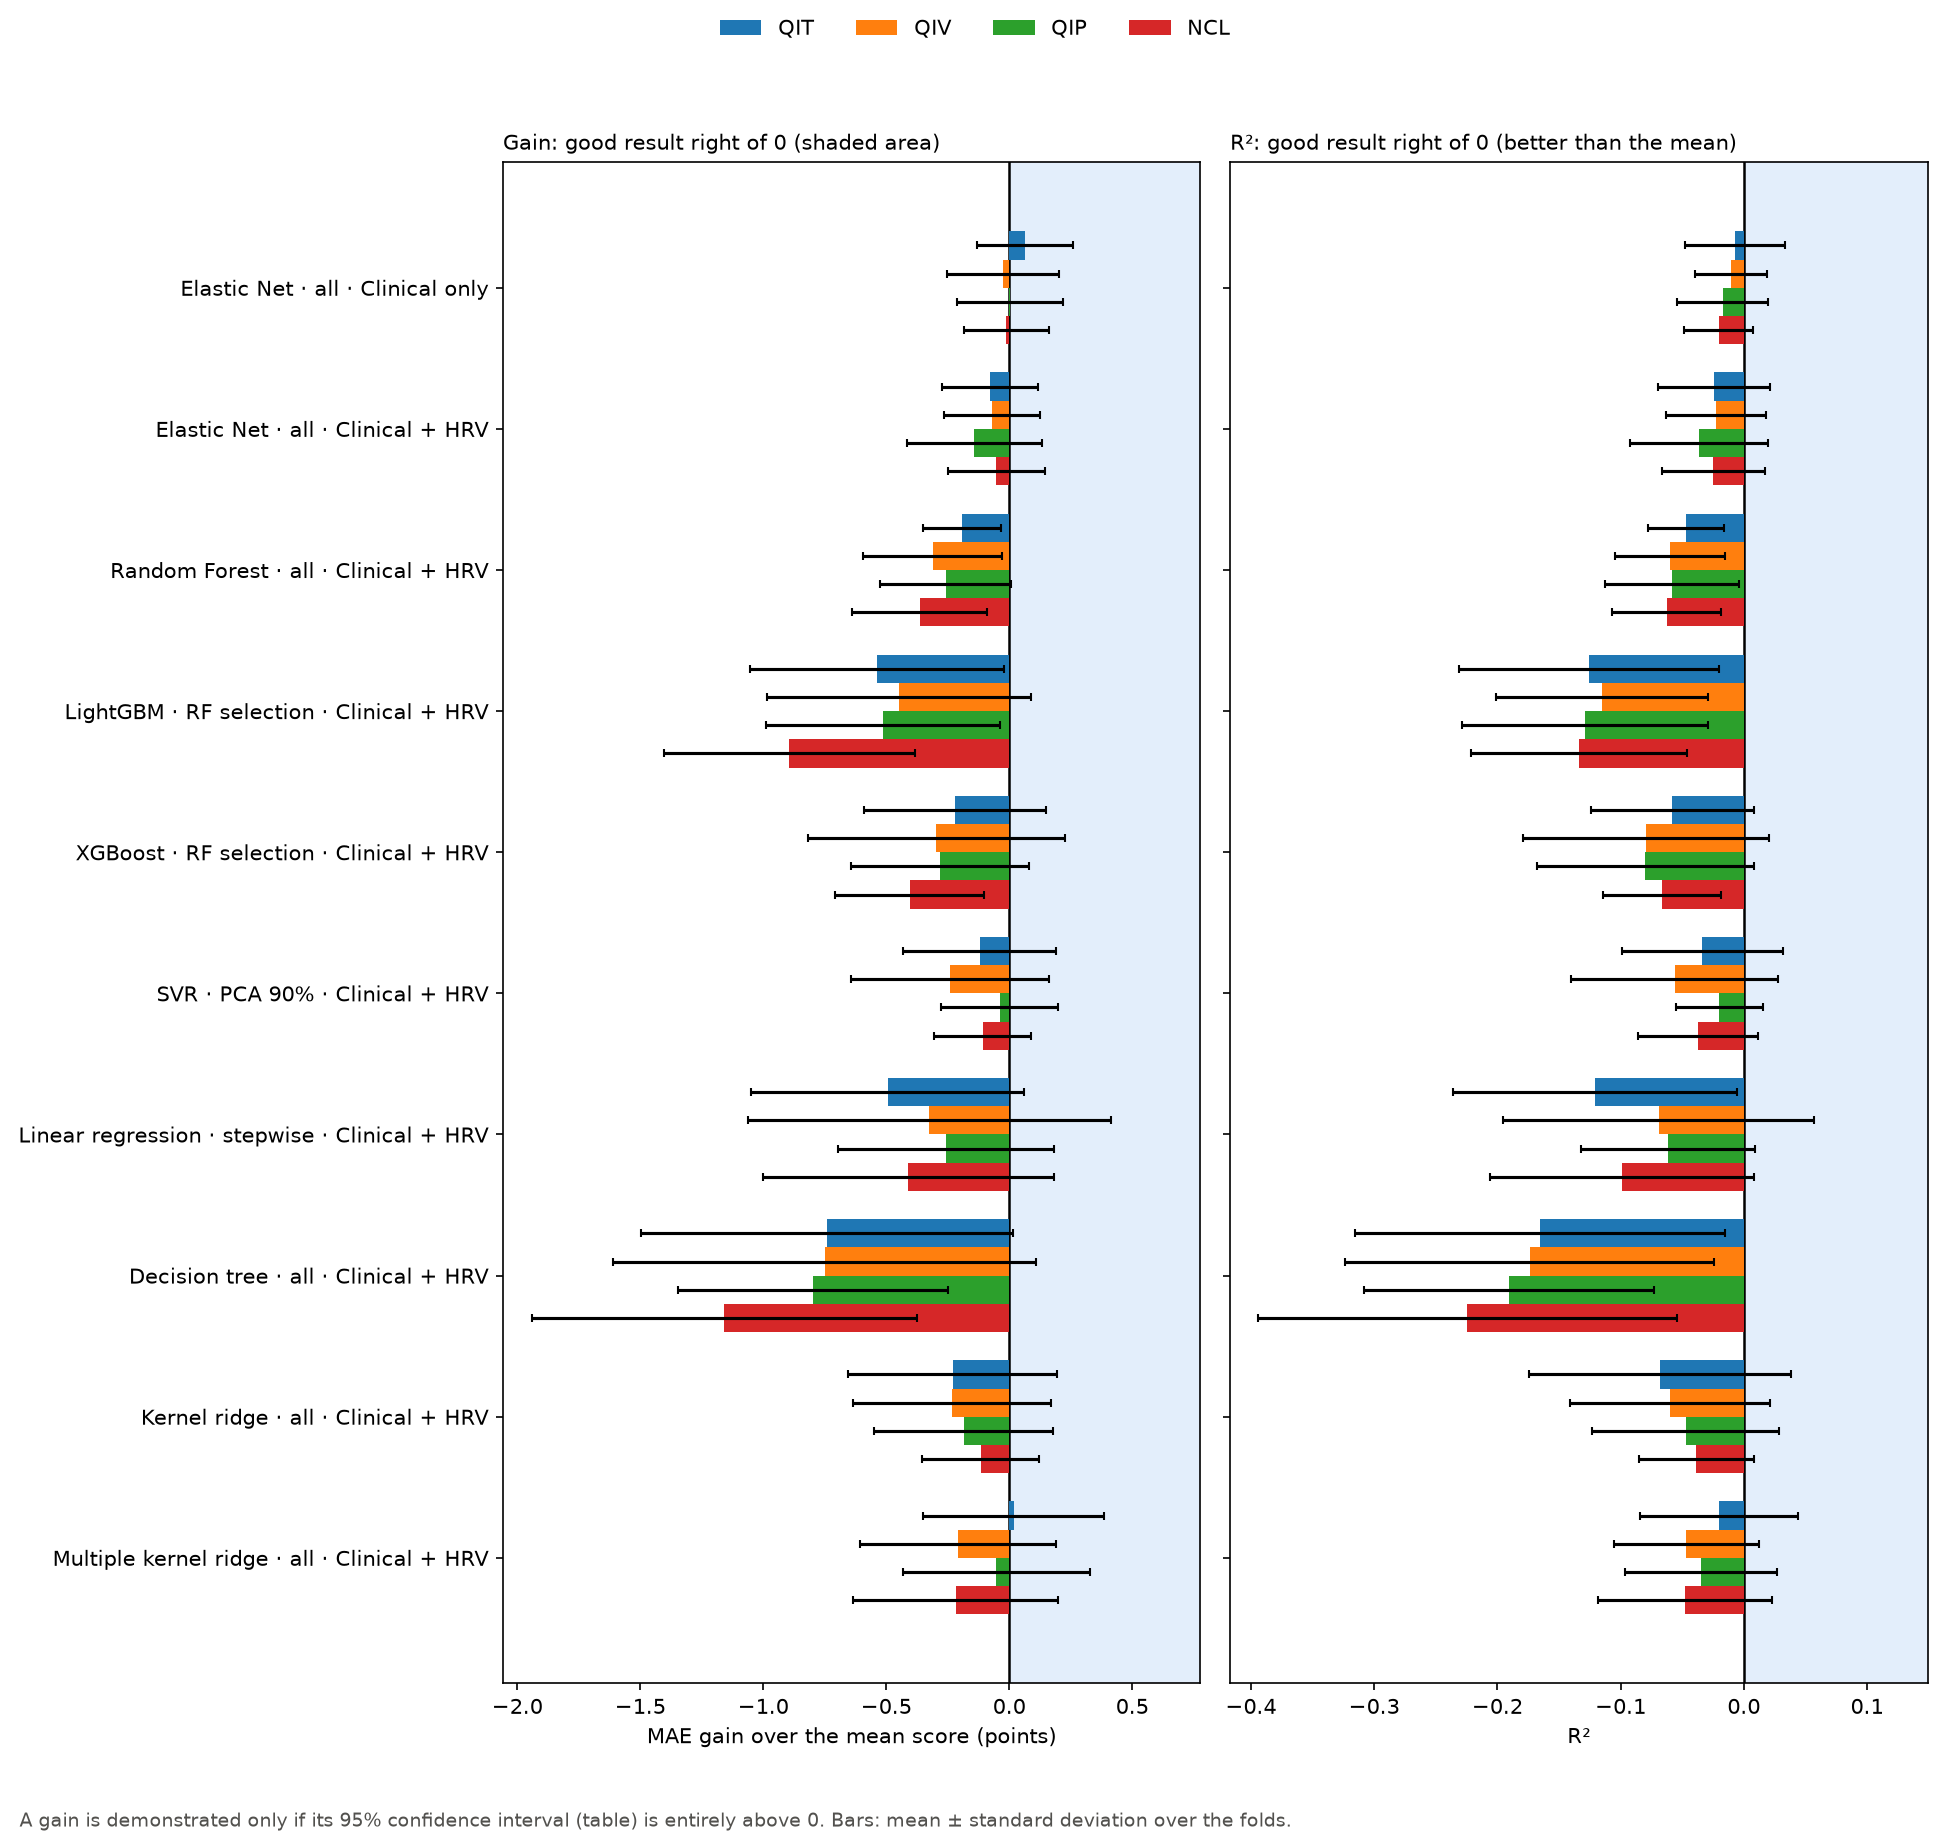 QIT QIV QIP NCL
Gain: good result right of 0 (shaded area)
R²: good result right of 0 (better than the mean)
Elastic Net · all · Clinical only
Elastic Net · all · Clinical + HRV
Random Forest · all · Clinical + HRV
LightGBM · RF selection · Clinical + HRV
XGBoost · RF selection · Clinical + HRV
SVR · PCA 90% · Clinical + HRV
Linear regression · stepwise · Clinical + HRV
Decision tree · all · Clinical + HRV
Kernel ridge · all · Clinical + HRV
Multiple kernel ridge · all · Clinical + HRV
−2.0 −1.5 −1.0 −0.5 0.0 0.5
MAE gain over the mean score (points)
−0.4 −0.3 −0.2 −0.1 0.0 0.1
R²
A gain is demonstrated only if its 95% confidence interval (table) is entirely above 0. Bars: mean ± standard deviation over the folds.